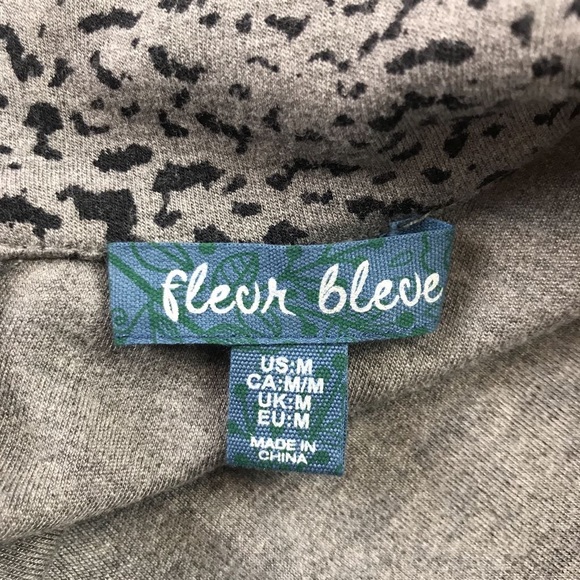 fleur bleue
US:M
CA:M/M
UK:M
EU:M
MADE IN
CHINA